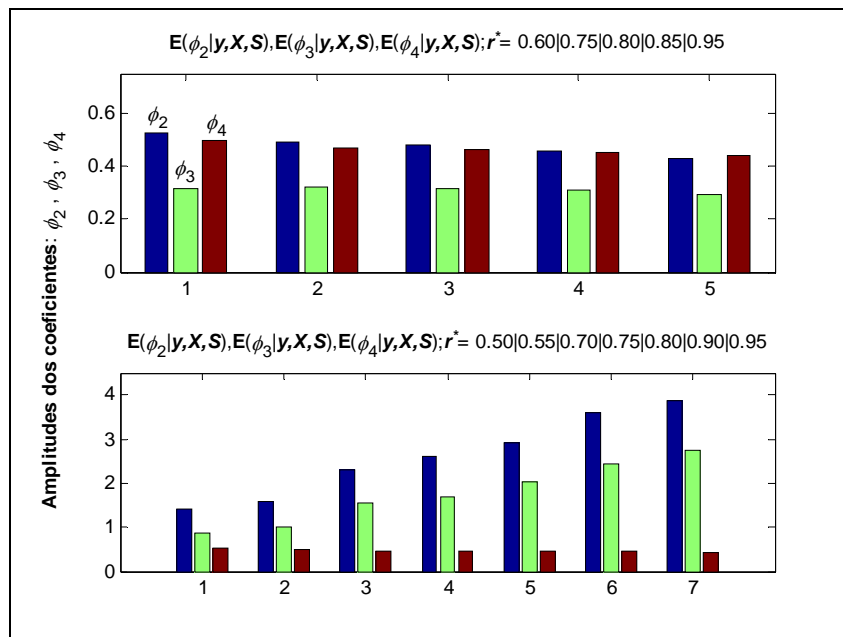 E(ϕ2|y,X,S),E(ϕ3|y,X,S),E(ϕ4|y,X,S);r*= 0.60|0.75|0.80|0.85|0.95
Amplitudes dos coeficientes: ϕ2 , ϕ3 , ϕ4
0.6
0.4
0.2
0
ϕ2
ϕ4
ϕ3
1 2 3 4 5
E(ϕ2|y,X,S),E(ϕ3|y,X,S),E(ϕ4|y,X,S);r*= 0.50|0.55|0.70|0.75|0.80|0.90|0.95
4
3
2
1
0
1 2 3 4 5 6 7